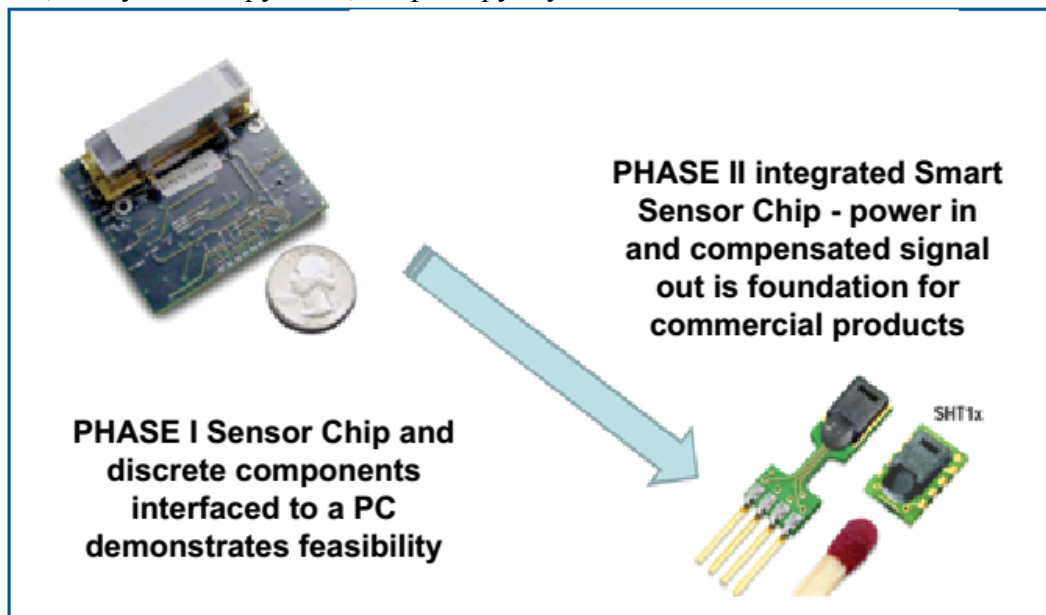 PHASE II integrated Smart
Sensor Chip - power in
and compensated signal
out is foundation for
commercial products
SHT1x
PHASE I Sensor Chip and
discrete components
interfaced to a PC
demonstrates feasibility